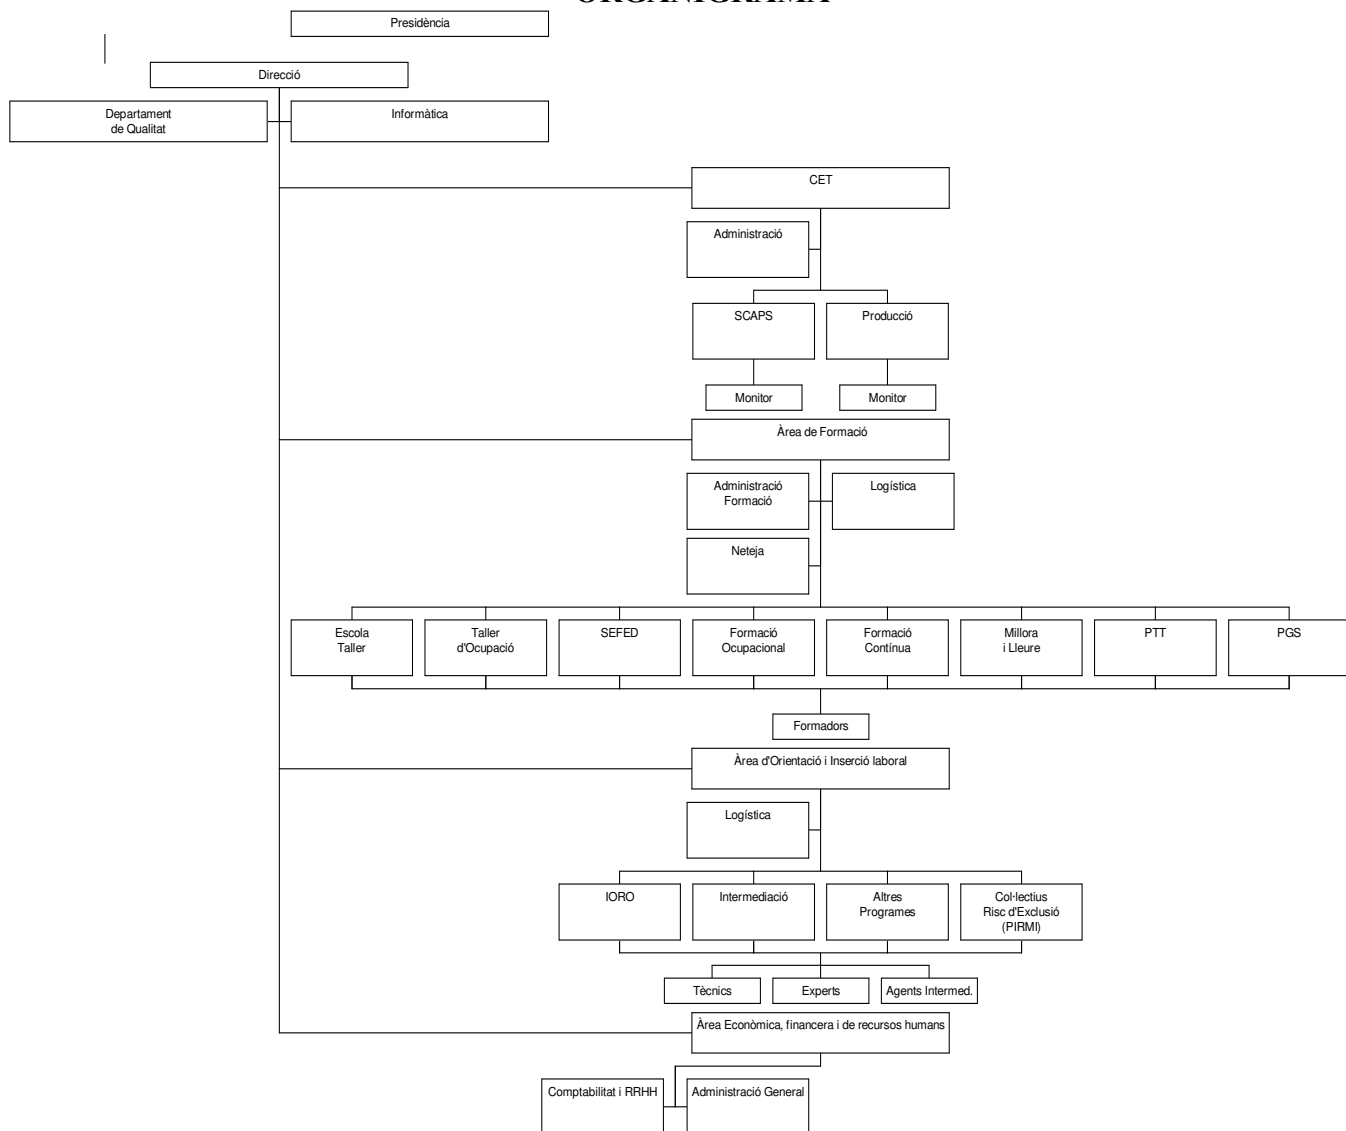 ORGANIGRAMA
Presidència
Direcció
Departament
de Qualitat
Informàtica
CET
Administració
SCAPS
Producció
Monitor
Monitor
Àrea de Formació
Administració
Formació
Logística
Neteja
Escola
Taller
Taller
d'Ocupació
SEFED
Formació
Ocupacional
Formació
Contínua
Millora
i Lleure
PTT
PGS
Formadors
Àrea d'Orientació i Inserció laboral
Logística
IORO
Intermediació
Altres
Programes
Col·lectius
Risc d'Exclusió
(PIRMI)
Tècnics
Experts
Agents Intermed.
Àrea Econòmica, financera i de recursos humans
Comptabilitat i RRHH
Administració General